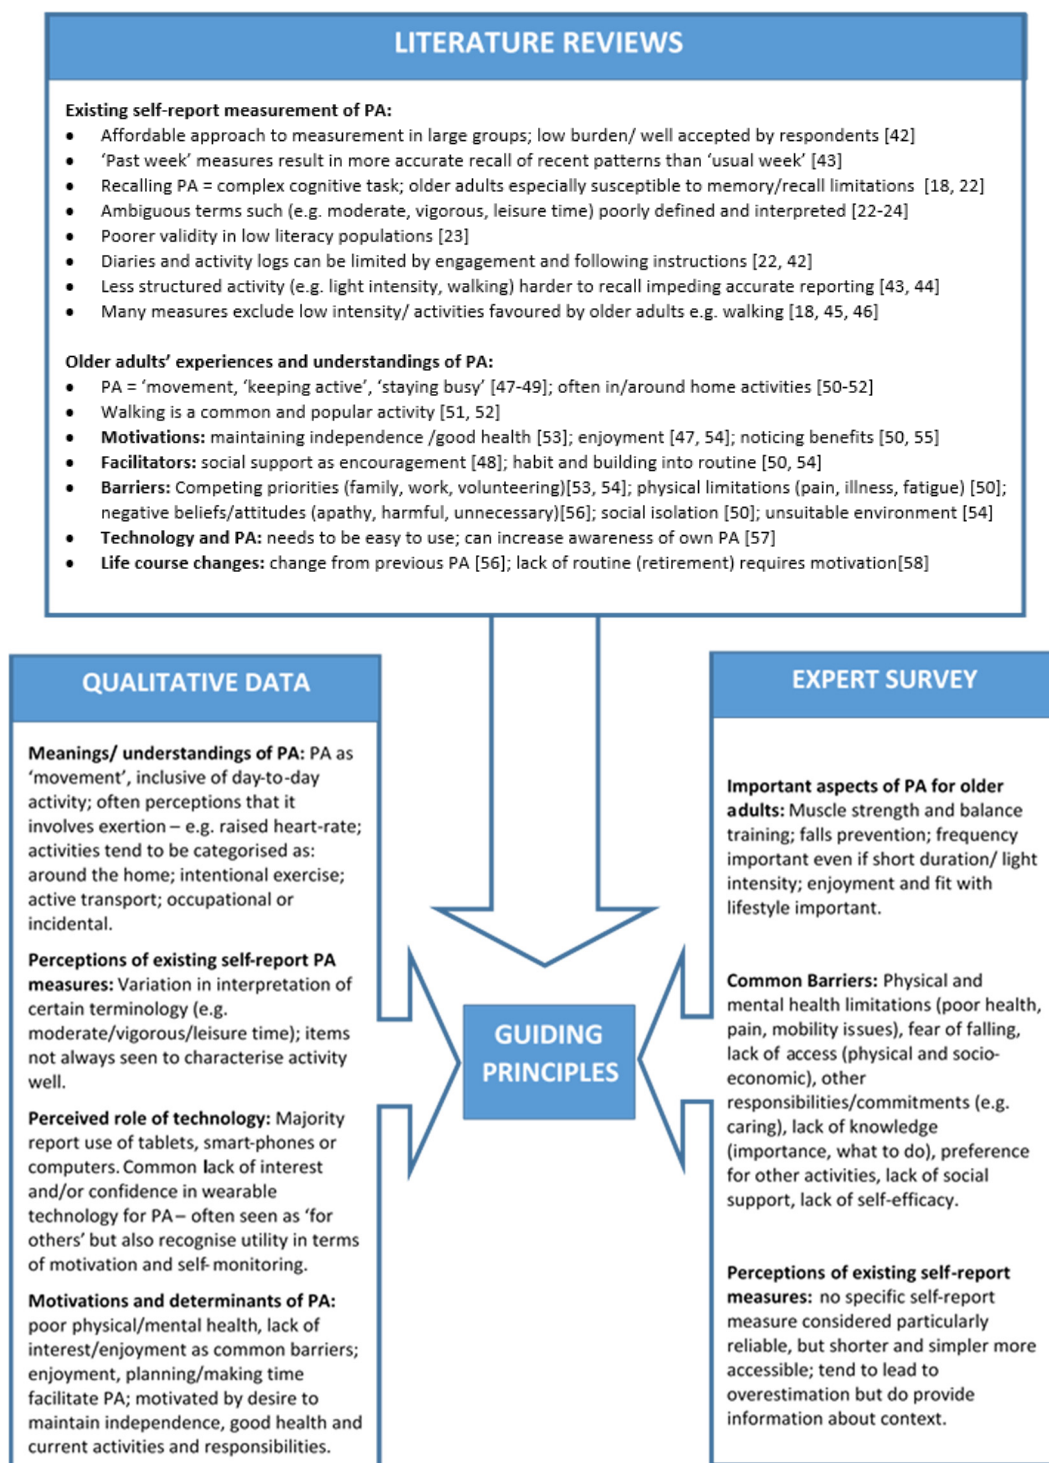 LITERATURE REVIEWS
Existing self-report measurement of PA:
• Affordable approach to measurement in large groups; low burden/ well accepted by respondents [42]
• ‘Past week’ measures result in more accurate recall of recent patterns than ‘usual week’ [43]
• Recalling PA = complex cognitive task; older adults especially susceptible to memory/recall limitations [18, 22]
• Ambiguous terms such (e.g. moderate, vigorous, leisure time) poorly defined and interpreted [22-24]
• Poorer validity in low literacy populations [23]
• Diaries and activity logs can be limited by engagement and following instructions [22, 42]
• Less structured activity (e.g. light intensity, walking) harder to recall impeding accurate reporting [43, 44]
• Many measures exclude low intensity/ activities favoured by older adults e.g. walking [18, 45, 46]
Older adults’ experiences and understandings of PA:
• PA = ‘movement, ‘keeping active’, ‘staying busy’ [47-49]; often in/around home activities [50-52]
• Walking is a common and popular activity [51, 52]
• Motivations: maintaining independence /good health [53]; enjoyment [47, 54]; noticing benefits [50, 55]
• Facilitators: social support as encouragement [48]; habit and building into routine [50, 54]
• Barriers: Competing priorities (family, work, volunteering)[53, 54]; physical limitations (pain, illness, fatigue) [50];
negative beliefs/attitudes (apathy, harmful, unnecessary)[56]; social isolation [50]; unsuitable environment [54]
• Technology and PA: needs to be easy to use; can increase awareness of own PA [57]
• Life course changes: change from previous PA [56]; lack of routine (retirement) requires motivation[58]
QUALITATIVE DATA
Meanings/ understandings of PA: PA as
‘movement’, inclusive of day-to-day
activity; often perceptions that it
involves exertion – e.g. raised heart-rate;
activities tend to be categorised as:
around the home; intentional exercise;
active transport; occupational or
incidental.
Perceptions of existing self-report PA
measures: Variation in interpretation of
certain terminology (e.g.
moderate/vigorous/leisure time); items
not always seen to characterise activity
well.
Perceived role of technology: Majority
report use of tablets, smart-phones or
computers. Common lack of interest
and/or confidence in wearable
technology for PA – often seen as ‘for
others’ but also recognise utility in terms
of motivation and self-monitoring.
Motivations and determinants of PA:
poor physical/mental health, lack of
interest/enjoyment as common barriers;
enjoyment, planning/making time
facilitate PA; motivated by desire to
maintain independence, good health and
current activities and responsibilities.
GUIDING
PRINCIPLES
EXPERT SURVEY
Important aspects of PA for older
adults: Muscle strength and balance
training; falls prevention; frequency
important even if short duration/ light
intensity; enjoyment and fit with
lifestyle important.
Common Barriers: Physical and
mental health limitations (poor health,
pain, mobility issues), fear of falling,
lack of access (physical and socio-
economic), other
responsibilities/commitments (e.g.
caring), lack of knowledge
(importance, what to do), preference
for other activities, lack of social
support, lack of self-efficacy.
Perceptions of existing self-report
measures: no specific self-report
measure considered particularly
reliable, but shorter and simpler more
accessible; tend to lead to
overestimation but do provide
information about context.